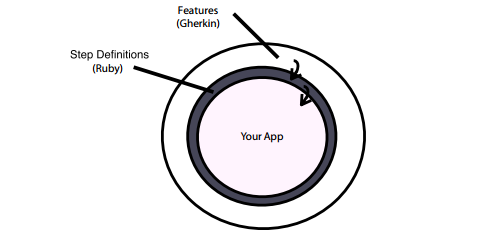 Features
(Gherkin)
Step Definitions
(Ruby)
Your App